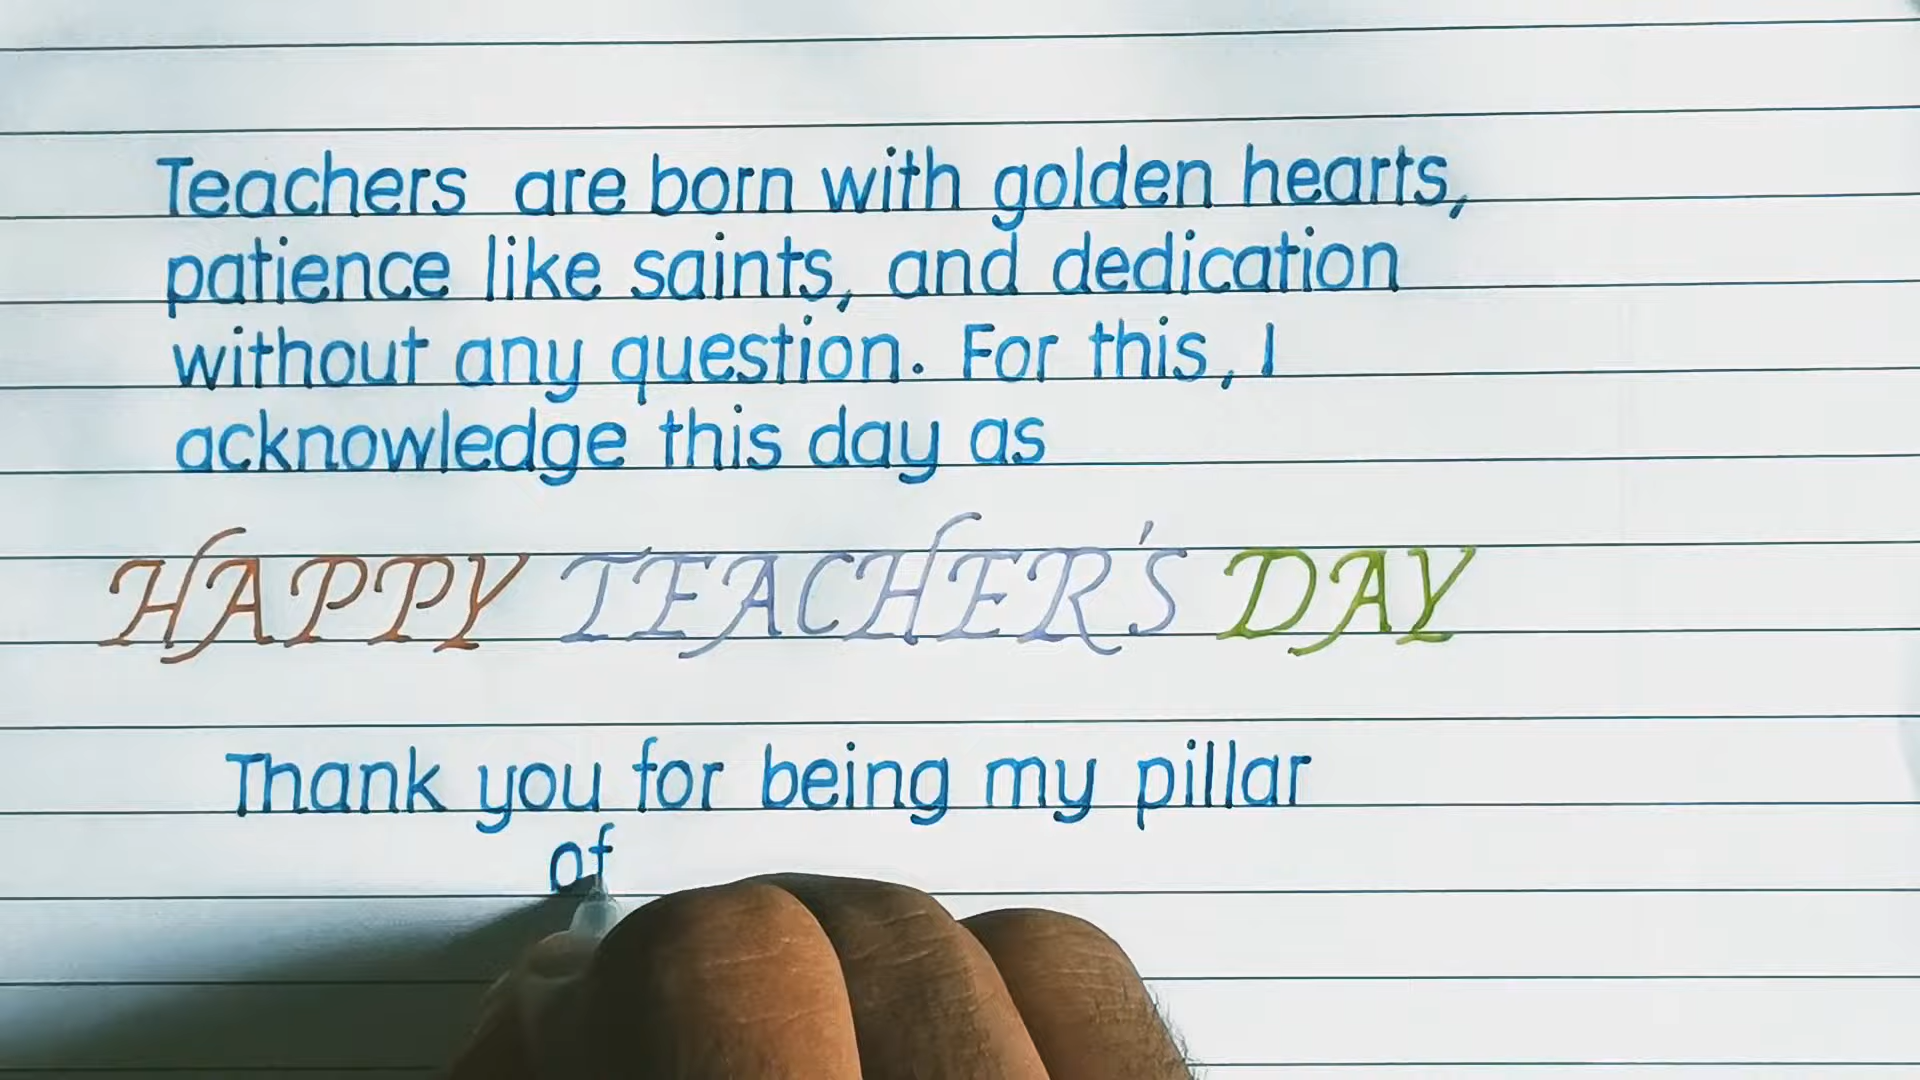 Teachers are born with golden hearts,
patience like saints, and dedication
without any question. For this, I
acknowledge this day as
HAPPY TEACHER'S DAY
Thank you for being my pillar
of